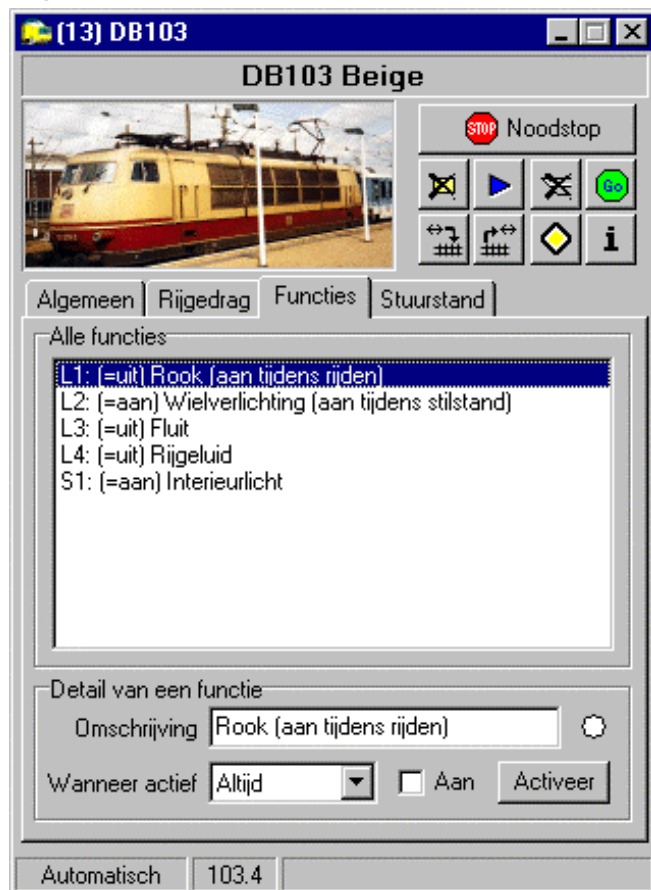 (13) DB103
DB103 Beige
STOP Noodstop
Go
i
Algemeen Rijgedrag Functies Stuurstand
Alle functies
L1: (=uit) Rook (aan tijdens rijden)
L2: (=aan) Wielverlichting (aan tijdens stilstand)
L3: (=uit) Fluit
L4: (=uit) Rijgeluid
S1: (=aan) Interieurlicht
Detail van een functie
Omschrijving Rook (aan tijdens rijden)
Wanneer actief Altijd Aan Activeer
Automatisch 103.4